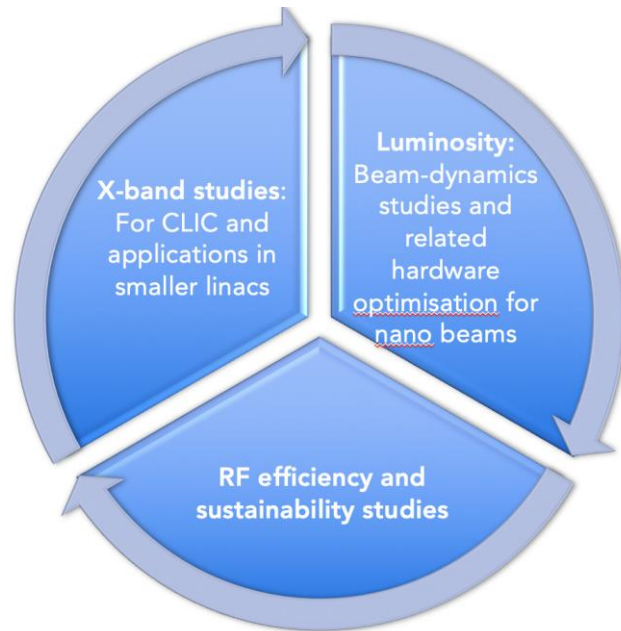 X-band studies:
For CLIC and
applications in
smaller linacs
Luminosity:
Beam-dynamics
studies and
related
hardware
optimisation for
nano beams
RF efficiency and
sustainability studies